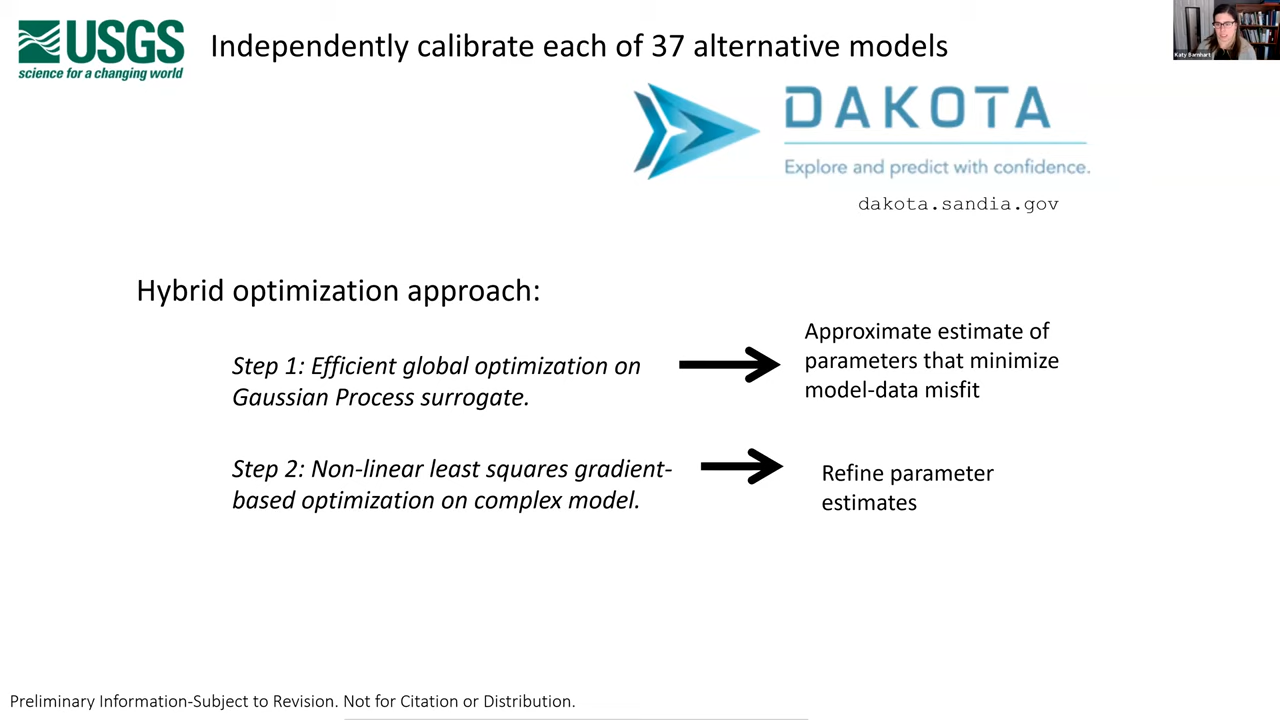 USGS
science for a changing world
Independently calibrate each of 37 alternative models
Katy Barnhart
DAKOTA
Explore and predict with confidence.
dakota.sandia.gov
Hybrid optimization approach:
Step 1: Efficient global optimization on
Gaussian Process surrogate.
Approximate estimate of
parameters that minimize
model-data misfit
Step 2: Non-linear least squares gradient-
based optimization on complex model.
Refine parameter
estimates
Preliminary Information-Subject to Revision. Not for Citation or Distribution.